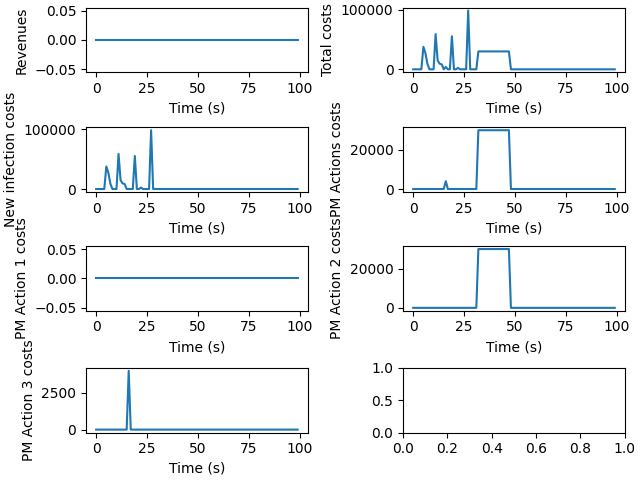 Revenues
0.05
0.00
−0.05
0 25 50 75 100
Time (s)
Total costs
100000
0
0 25 50 75 100
Time (s)
New infection costs
100000
0
0 25 50 75 100
Time (s)
PM Actions costs
20000
0
0 25 50 75 100
Time (s)
PM Action 1 costs
0.05
0.00
−0.05
0 25 50 75 100
Time (s)
PM Action 2 costs
20000
0
0 25 50 75 100
Time (s)
PM Action 3 costs
2500
0
0 25 50 75 100
Time (s)
1.0
0.5
0.0
0.0 0.2 0.4 0.6 0.8 1.0